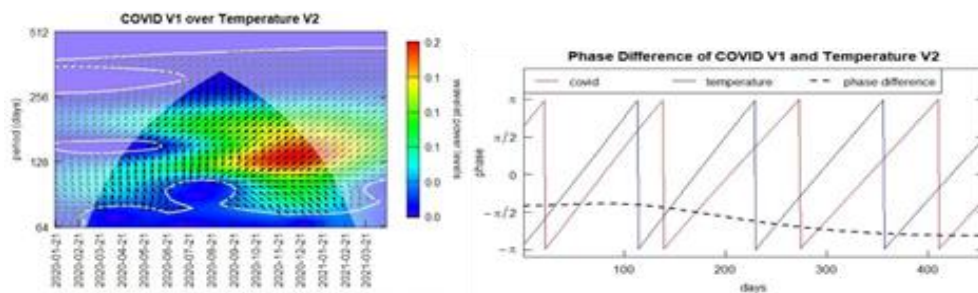 COVID V1 over Temperature V2
512
256
128
64
period (days)
2020-01-21
2020-02-21
2020-03-21
2020-04-21
2020-05-21
2020-06-21
2020-07-21
2020-08-21
2020-09-21
2020-10-21
2020-11-21
2020-12-21
2021-01-21
2021-02-21
2021-03-21
0.2
0.1
0.1
0.0
0.0
wavelet power levels
Phase Difference of COVID V1 and Temperature V2
covid temperature phase difference
π
π/2
0
-π/2
-π
phase
100 200 300 400
days